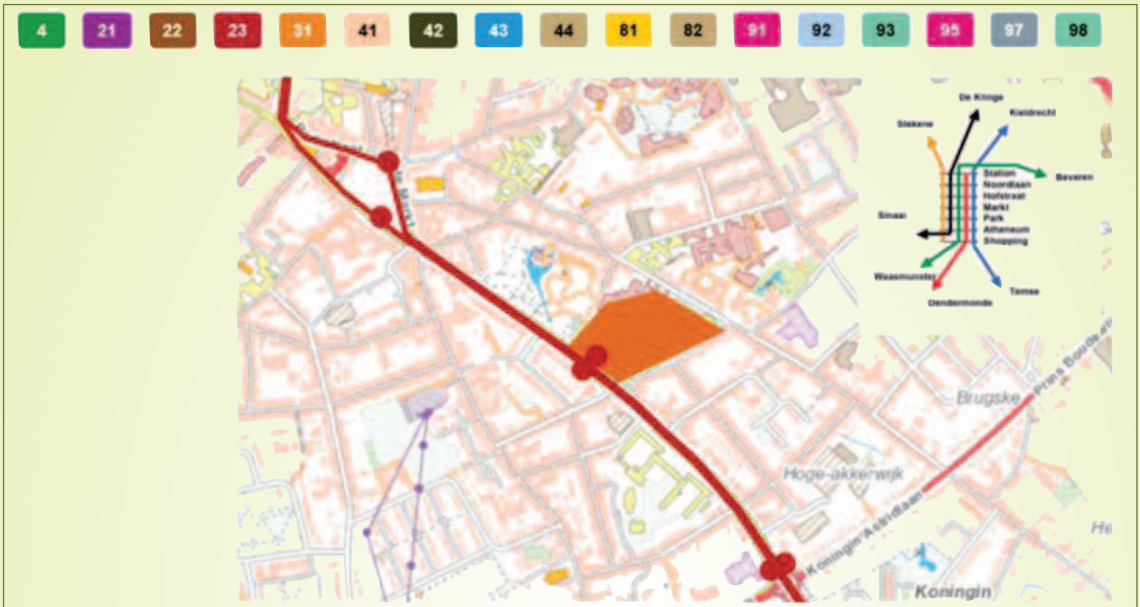 4 21 22 23 31 41 42 43 44 81 82 91 92 93 95 97 98
De Klinge
Kieldrecht
Stekene
Beveren
Station
Noordlaan
Hofstraat
Markt
Park
Atheneum
Shopping
Sinaai
Waasmunster
Temse
Dendermonde
Brugske
Hoge-akkerwijk
Koningin Astridlaan
Koningin